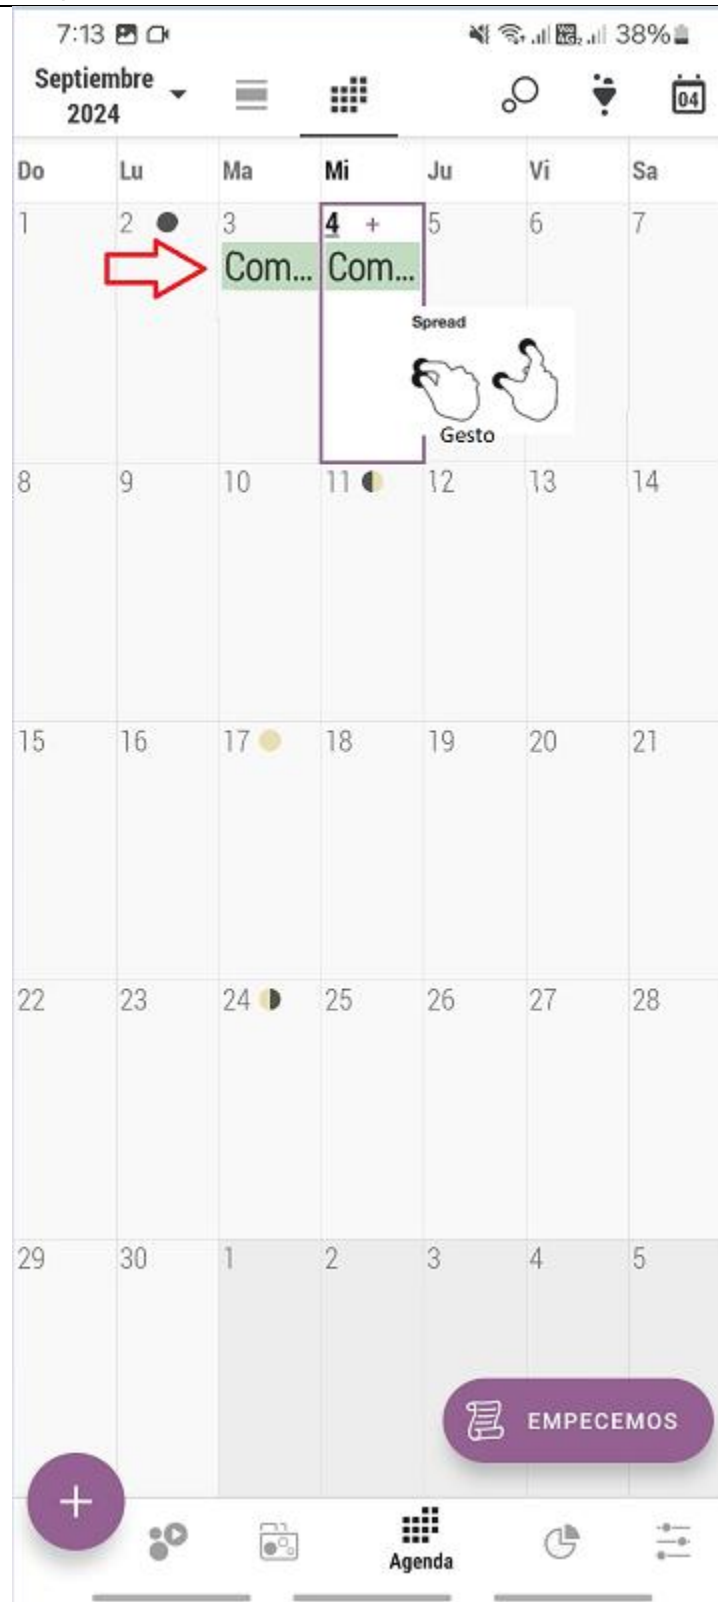 7:13 38%
Septiembre
2024
04
Do Lu Ma Mi Ju Vi Sa
1 2 3 4 + 5 6 7
Com... Com...
Spread
Gesto
8 9 10 11 12 13 14
15 16 17 18 19 20 21
22 23 24 25 26 27 28
29 30 1 2 3 4 5
EMPECEMOS
+
Agenda